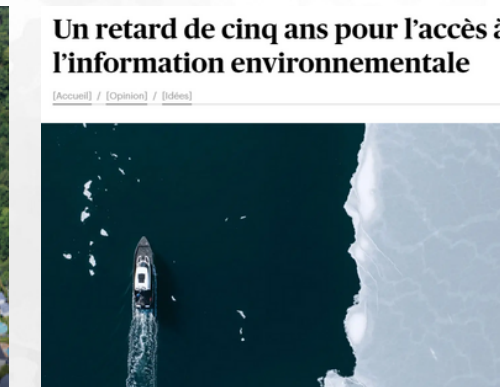 Un retard de cinq ans pour l’accès à
l’information environnementale
[Accueil] / [Opinion] / [Idées]